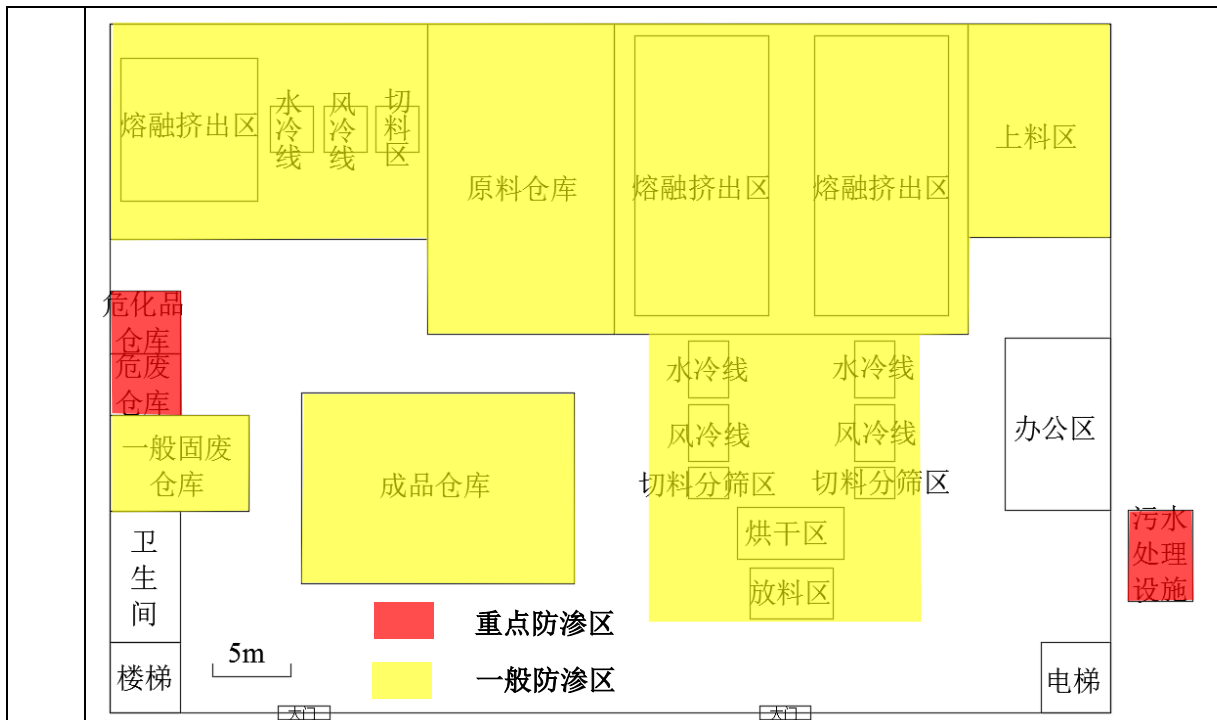 熔融挤出区
水冷线
风冷线
切料区
原料仓库
熔融挤出区
熔融挤出区
上料区
危化品
仓库
危废
仓库
一般固废
仓库
卫生间
楼梯
成品仓库
水冷线
水冷线
风冷线
风冷线
切料分筛区
切料分筛区
烘干区
放料区
办公区
污水
处理
设施
重点防渗区
一般防渗区
5m
电梯
大门
大门